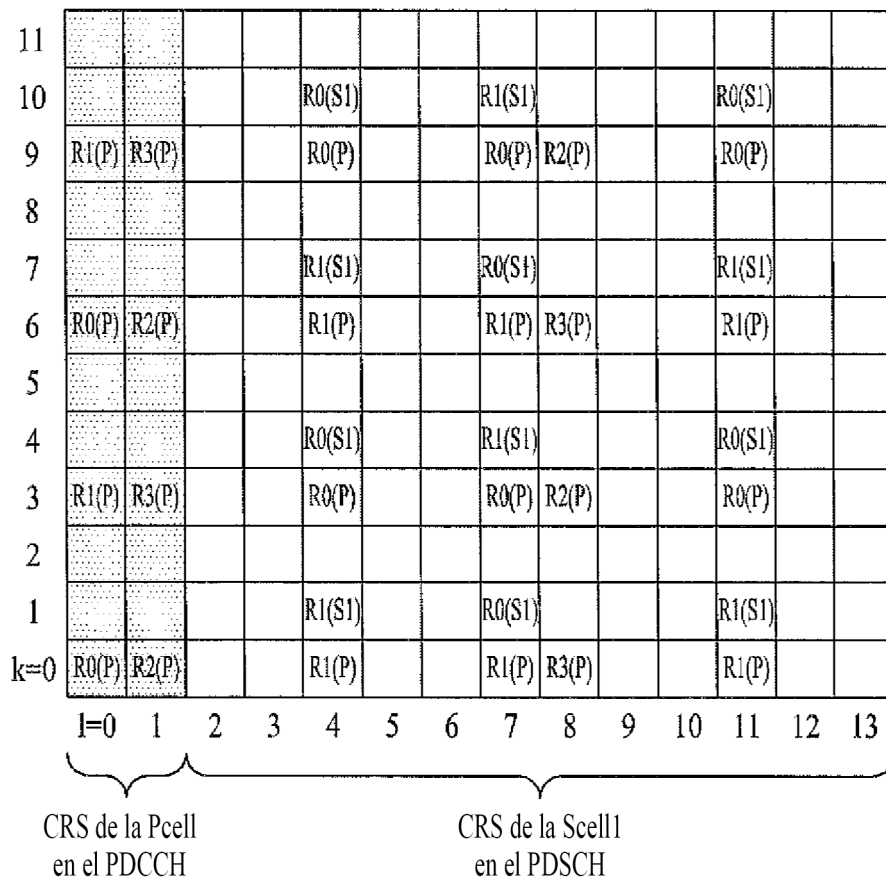 11
10 R0(S1) R1(S1) R0(S1)
9 R1(P) R3(P) R0(P) R0(P) R2(P) R0(P)
8
7 R1(S1) R0(S1) R1(S1)
6 R0(P) R2(P) R1(P) R1(P) R3(P) R1(P)
5
4 R0(S1) R1(S1) R0(S1)
3 R1(P) R3(P) R0(P) R0(P) R2(P) R0(P)
2
1 R1(S1) R0(S1) R1(S1)
k=0 R0(P) R2(P) R1(P) R1(P) R3(P) R1(P)
l=0 1 2 3 4 5 6 7 8 9 10 11 12 13
CRS de la Pcell
en el PDCCH
CRS de la Scell1
en el PDSCH